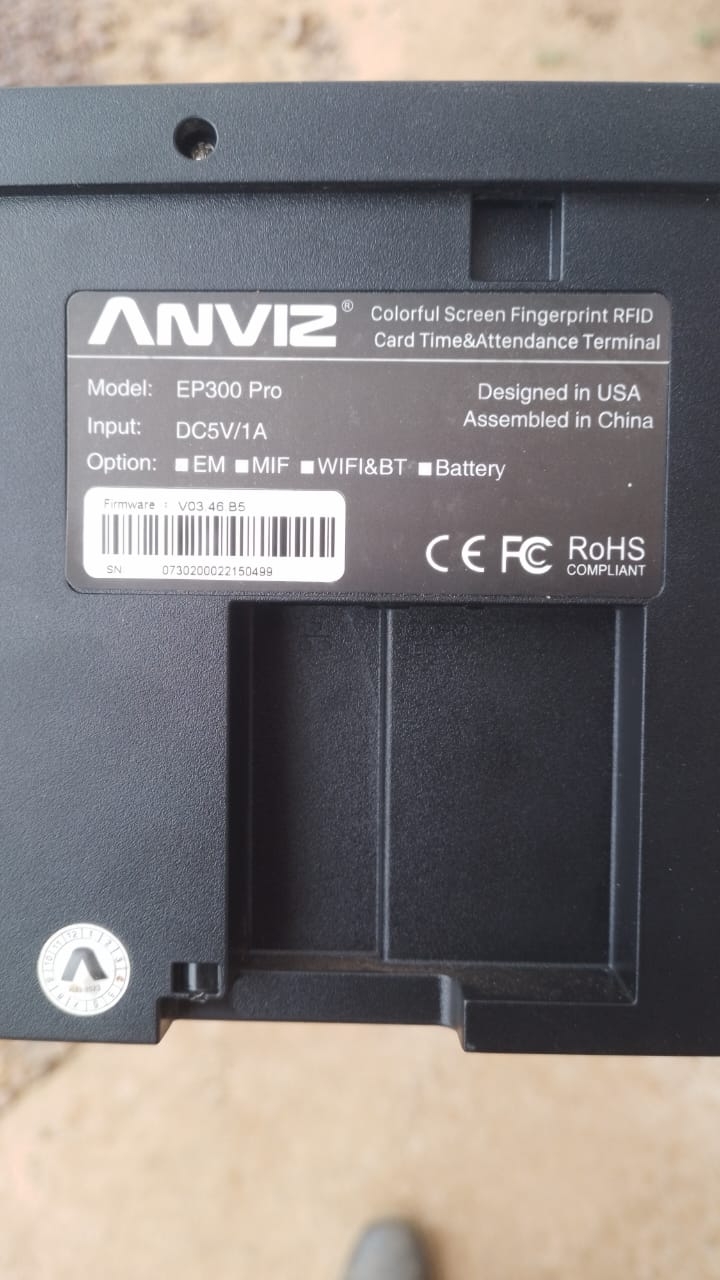 ANVIZ®
Colorful Screen Fingerprint RFID
Card Time&Attendance Terminal
Model: EP300 Pro
Designed in USA
Assembled in China
Input: DC5V/1A
Option: ■EM ■MIF ■WIFI&BT ■Battery
Firmware : V03.46.B5
SN: 0730200022150499
CE FC RoHS
COMPLIANT